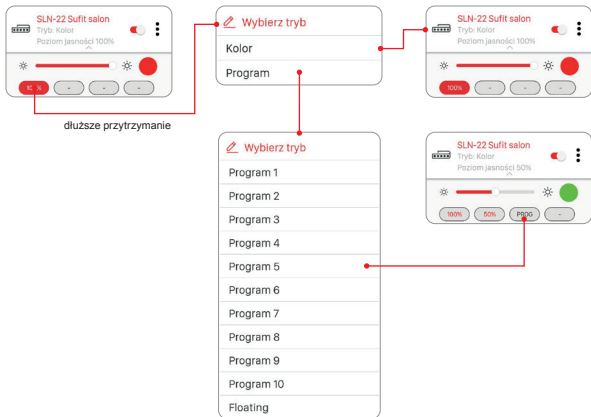 SLN-22 Sufit salon
Tryb: Kolor
Poziom jasności 100%
100%
-
-
-
dłuższe przytrzymanie
Wybierz tryb
Kolor
Program
SLN-22 Sufit salon
Tryb: Kolor
Poziom jasności 100%
100%
-
-
-
Wybierz tryb
Program 1
Program 2
Program 3
Program 4
Program 5
Program 6
Program 7
Program 8
Program 9
Program 10
Floating
SLN-22 Sufit salon
Tryb: Kolor
Poziom jasności 50%
100%
50%
PROG
-